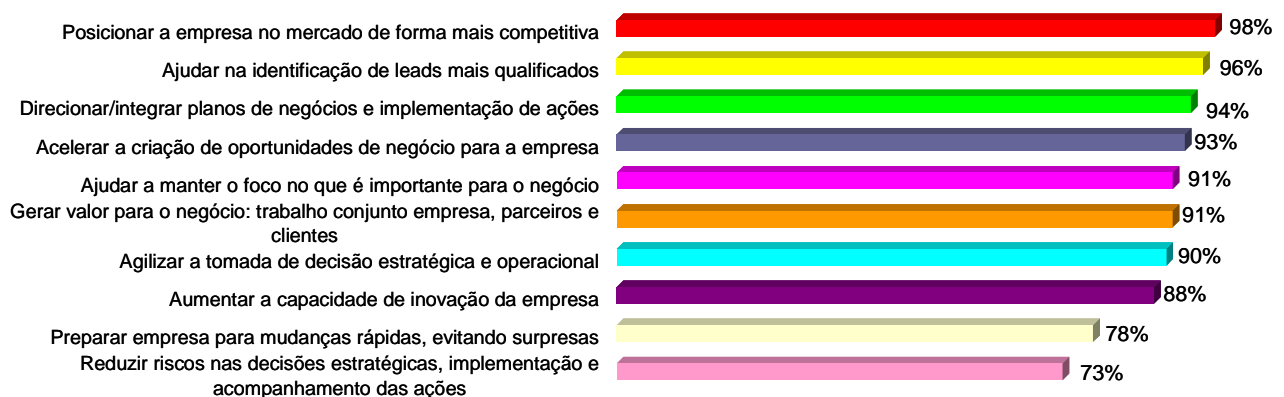 Posicionar a empresa no mercado de forma mais competitiva 98%
Ajudar na identificação de leads mais qualificados 96%
Direcionar/integrar planos de negócios e implementação de ações 94%
Acelerar a criação de oportunidades de negócio para a empresa 93%
Ajudar a manter o foco no que é importante para o negócio 91%
Gerar valor para o negócio: trabalho conjunto empresa, parceiros e 91%
clientes
Agilizar a tomada de decisão estratégica e operacional 90%
Aumentar a capacidade de inovação da empresa 88%
Preparar empresa para mudanças rápidas, evitando surpresas 78%
Reduzir riscos nas decisões estratégicas, implementação e 73%
acompanhamento das ações